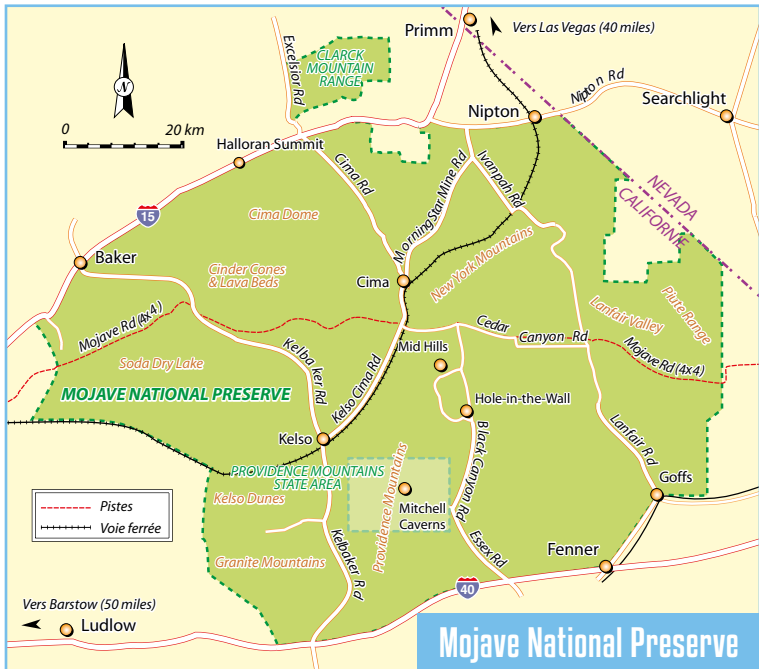 Primm
Vers Las Vegas (40 miles)
Excelsior Rd
CLARCK
MOUNTAIN
RANGE
N
0 20 km
Nipton
Nipton Rd
Searchlight
Halloran Summit
Cima Rd
Morning Star Mine Rd
Ivanpah Rd
NEVADA
CALIFORNIE
15
Cima Dome
Baker
Cinder Cones
& Lava Beds
Cima
New York Mountains
Lanfair Valley
Piute Range
Mojave Rd (4x4)
Kelbaker Rd
Kelso Cima Rd
Cedar Canyon Rd
Mid Hills
Mojave Rd (4x4)
Soda Dry Lake
MOJAVE NATIONAL PRESERVE
Hole-in-the-Wall
Black Canyon Rd
Lanfair Rd
Kelso
PROVIDENCE MOUNTAINS
STATE AREA
Kelso Dunes
Providence Mountains
Mitchell
Caverns
Goffs
Pistes
Voie ferrée
Granite Mountains
Kelbaker Rd
Essex Rd
Fenner
40
Vers Barstow (50 miles)
Ludlow
Mojave National Preserve